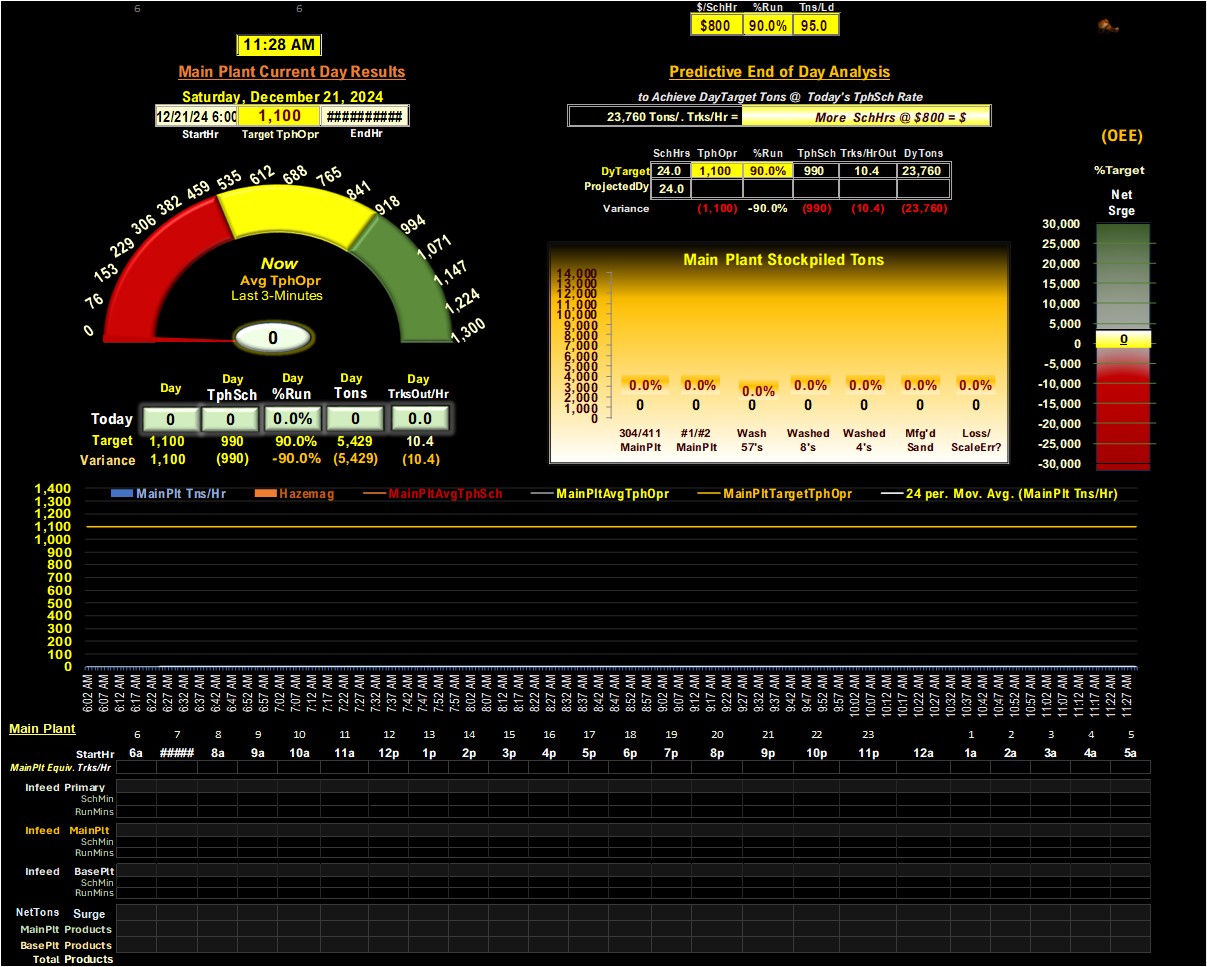 6 6
$/SchHr %Run Tns/Ld
$800 90.0% 95.0
11:28 AM
Main Plant Current Day Results
Saturday, December 21, 2024
12/21/24 6:00 1,100 ##########
StartHr Target TphOpr EndHr
0 76 153 229 306 382 459 535 612 688 765 841 918 994 1,071 1,147 1,224 1,300
Now
Avg TphOpr
Last 3-Minutes
0
Day Day Day Day Day
TphSch %Run Tons TrksOut/Hr
Today 0 0 0.0% 0 0.0
Target 1,100 990 90.0% 5,429 10.4
Variance 1,100 (990) -90.0% (5,429) (10.4)
Predictive End of Day Analysis
to Achieve DayTarget Tons @ Today's TphSch Rate
23,760 Tons/. Trks/Hr = More SchHrs @ $800 = $
SchHrs TphOpr %Run TphSch Trks/HrOut DyTons
DyTarget 24.0 1,100 90.0% 990 10.4 23,760
ProjectedDy 24.0
Variance (1,100) -90.0% (990) (10.4) (23,760)
Main Plant Stockpiled Tons
14,000
13,000
12,000
11,000
10,000
9,000
8,000
7,000
6,000
5,000
4,000
3,000
2,000
1,000
0
0.0% 0.0% 0.0% 0.0% 0.0% 0.0% 0.0%
0 0 0 0 0 0 0
304/411 #1/#2 Wash Washed Washed Mfg'd Loss/
MainPlt MainPlt 57's 8's 4's Sand ScaleErr?
(OEE)
%Target
Net
Srge
30,000
25,000
20,000
15,000
10,000
5,000
0
-5,000
-10,000
-15,000
-20,000
-25,000
-30,000
0
MainPlt Tns/Hr Hazemag MainPltAvgTphSch MainPltAvgTphOpr MainPltTargetTphOpr 24 per. Mov. Avg. (MainPlt Tns/Hr)
1,400
1,300
1,200
1,100
1,000
900
800
700
600
500
400
300
200
100
0
6:02 AM 6:07 AM 6:12 AM 6:17 AM 6:22 AM 6:27 AM 6:32 AM 6:37 AM 6:42 AM 6:47 AM 6:52 AM 6:57 AM 7:02 AM 7:07 AM 7:12 AM 7:17 AM 7:22 AM 7:27 AM 7:32 AM 7:37 AM 7:42 AM 7:47 AM 7:52 AM 7:57 AM 8:02 AM 8:07 AM 8:12 AM 8:17 AM 8:22 AM 8:27 AM 8:32 AM 8:37 AM 8:42 AM 8:47 AM 8:52 AM 8:57 AM 9:02 AM 9:07 AM 9:12 AM 9:17 AM 9:22 AM 9:27 AM 9:32 AM 9:37 AM 9:42 AM 9:47 AM 9:52 AM 9:57 AM 10:02 AM 10:07 AM 10:12 AM 10:17 AM 10:22 AM 10:27 AM 10:32 AM 10:37 AM 10:42 AM 10:47 AM 10:52 AM 10:57 AM 11:02 AM 11:07 AM 11:12 AM 11:17 AM 11:22 AM 11:27 AM
Main Plant
6 7 8 9 10 11 12 13 14 15 16 17 18 19 20 21 22 23 1 2 3 4 5
StartHr 6a ##### 8a 9a 10a 11a 12p 1p 2p 3p 4p 5p 6p 7p 8p 9p 10p 11p 12a 1a 2a 3a 4a 5a
MainPlt Equiv. Trks/Hr
Infeed Primary
SchMin
RunMins
Infeed MainPlt
SchMin
RunMins
Infeed BasePlt
SchMin
RunMins
NetTons Surge
MainPlt Products
BasePlt Products
Total Products